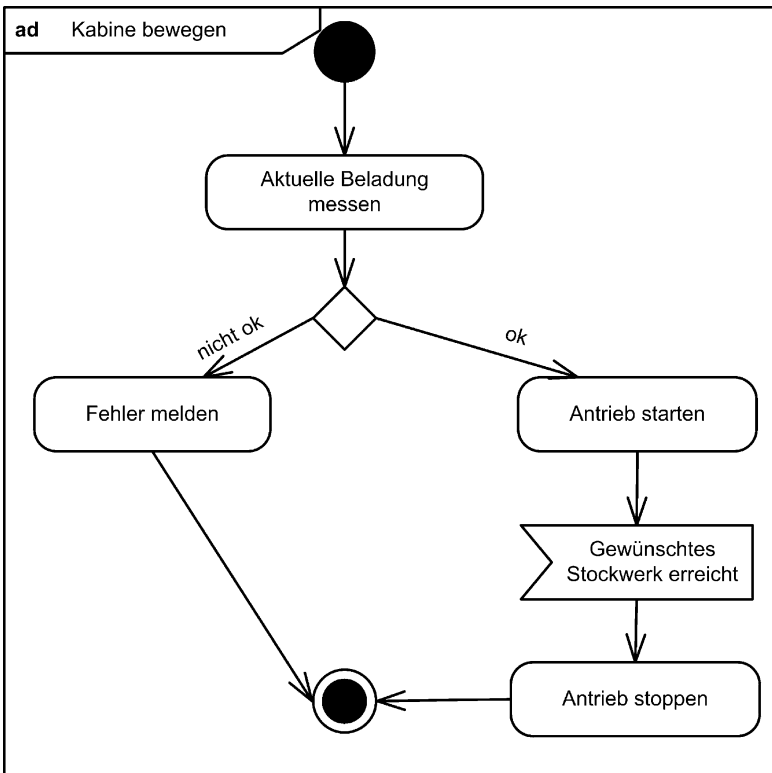 ad Kabine bewegen
Aktuelle Beladung
messen
nicht ok
ok
Fehler melden
Antrieb starten
Gewünschtes
Stockwerk erreicht
Antrieb stoppen